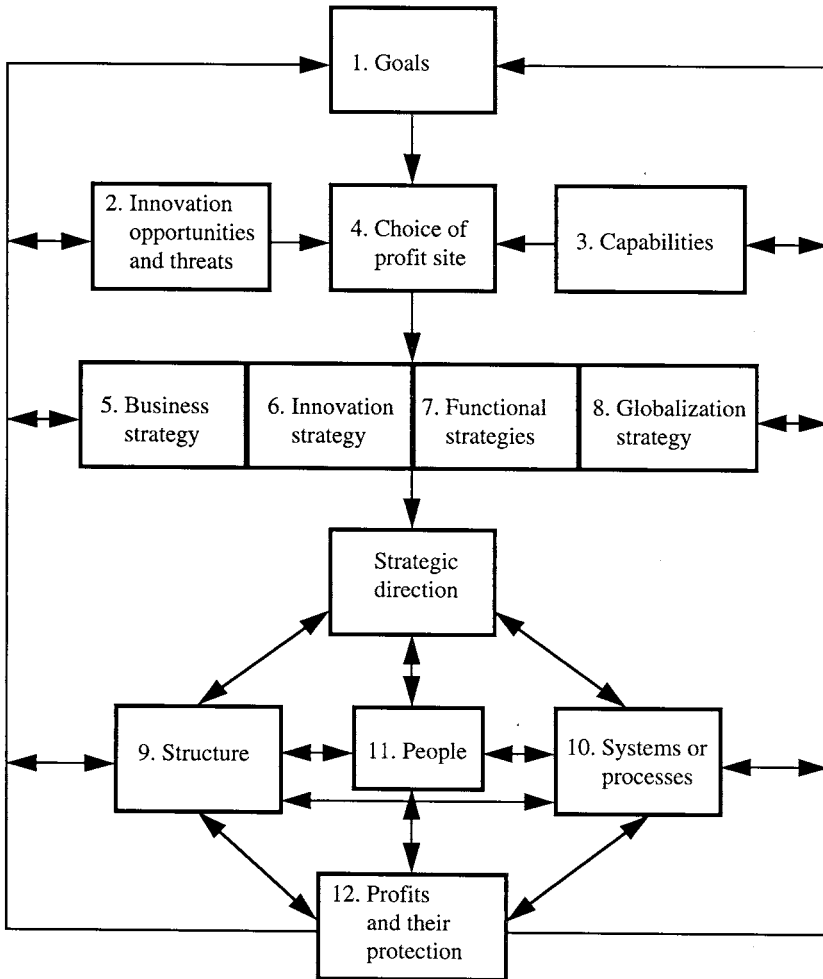 1. Goals
2. Innovation
opportunities
and threats
4. Choice of
profit site
3. Capabilities
5. Business
strategy
6. Innovation
strategy
7. Functional
strategies
8. Globalization
strategy
Strategic
direction
9. Structure
11. People
10. Systems or
processes
12. Profits
and their
protection